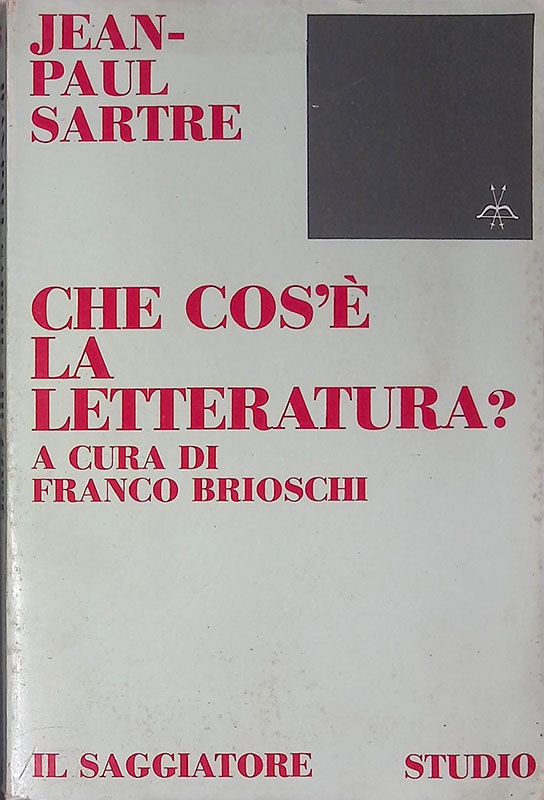 JEAN-
PAUL
SARTRE
CHE COS'È
LA
LETTERATURA?
A CURA DI
FRANCO BRIOSCHI
IL SAGGIATORE STUDIO